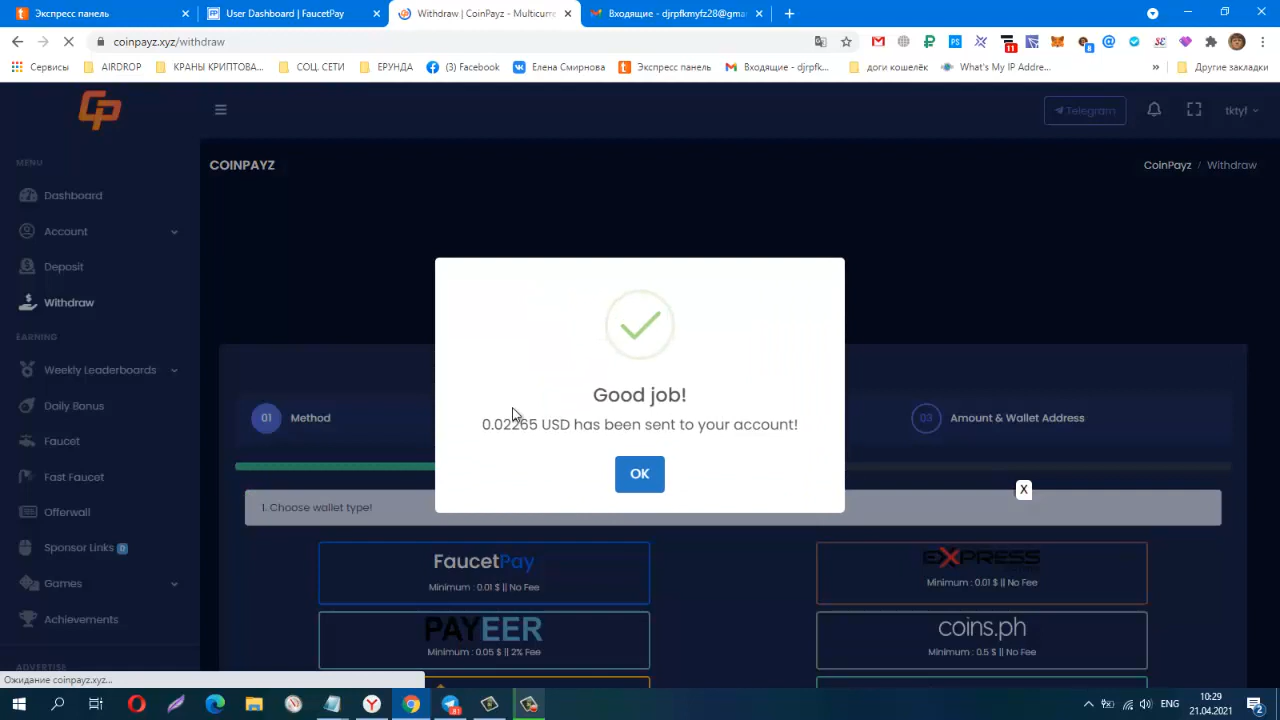 Экспресс панель
User Dashboard | FaucetPay
Withdraw | CoinPayz - Multicurre
Входящие - djrpfkmyfz28@gma
coinpayz.xyz/withdraw
11
8
Сервисы
AIRDROP
КРАНЫ КРИПТОВА...
СОЦ. СЕТИ
ЕРУНДА
(3) Facebook
Елена Смирнова
Экспресс панель
Входящие - djrpfk...
доги кошелёк
What's My IP Addre...
»
Другие закладки
CP
Telegram
tktyf
MENU
COINPAYZ
CoinPayz / Withdraw
Dashboard
Account
Deposit
Withdraw
EARNING
Weekly Leaderboards
Daily Bonus
Faucet
Fast Faucet
Offerwall
Sponsor Links 0
Games
Achievements
ADVERTISE
Good job!
0.02265 USD has been sent to your account!
OK
01 Method
03 Amount & Wallet Address
X
1. Choose wallet type!
FaucetPay
Minimum : 0.01 $ || No Fee
EXPRESS
Minimum : 0.01 $ || No Fee
PAYEER
Minimum : 0.05 $ || 2% Fee
coins.ph
Minimum : 0.5 $ || No Fee
Ожидание coinpayz.xyz...
ENG
10:29
21.04.2021
2